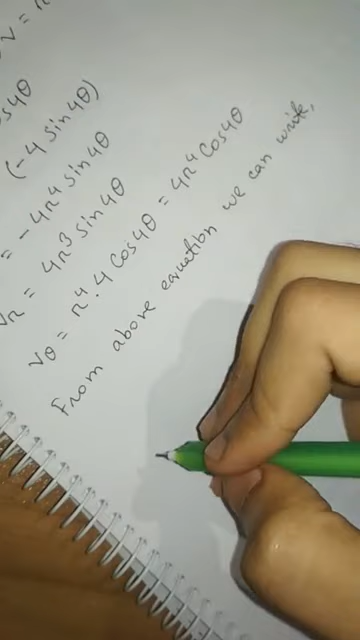 V = r
cos4θ
(-4 sin4θ)
= -4r⁴ sin4θ
Vr = 4r³ sin4θ
Vθ = r⁴. 4 cos4θ = 4r⁴ cos4θ
From above equation we can write,